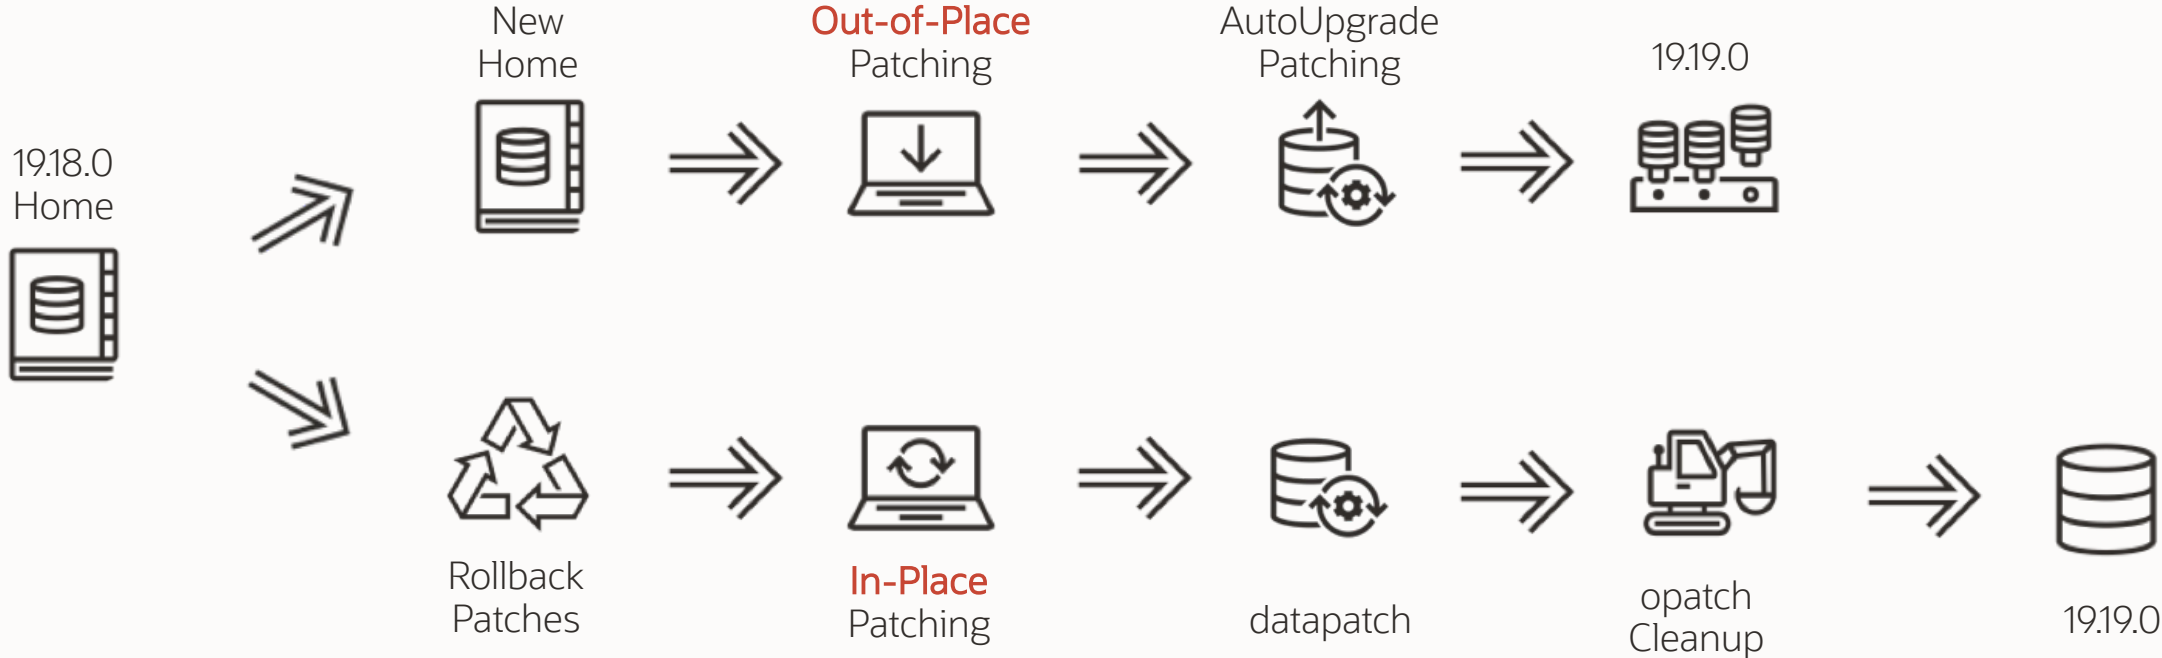 19.18.0
Home
New
Home
Out-of-Place
Patching
AutoUpgrade
Patching
19.19.0
Rollback
Patches
In-Place
Patching
datapatch
opatch
Cleanup
19.19.0